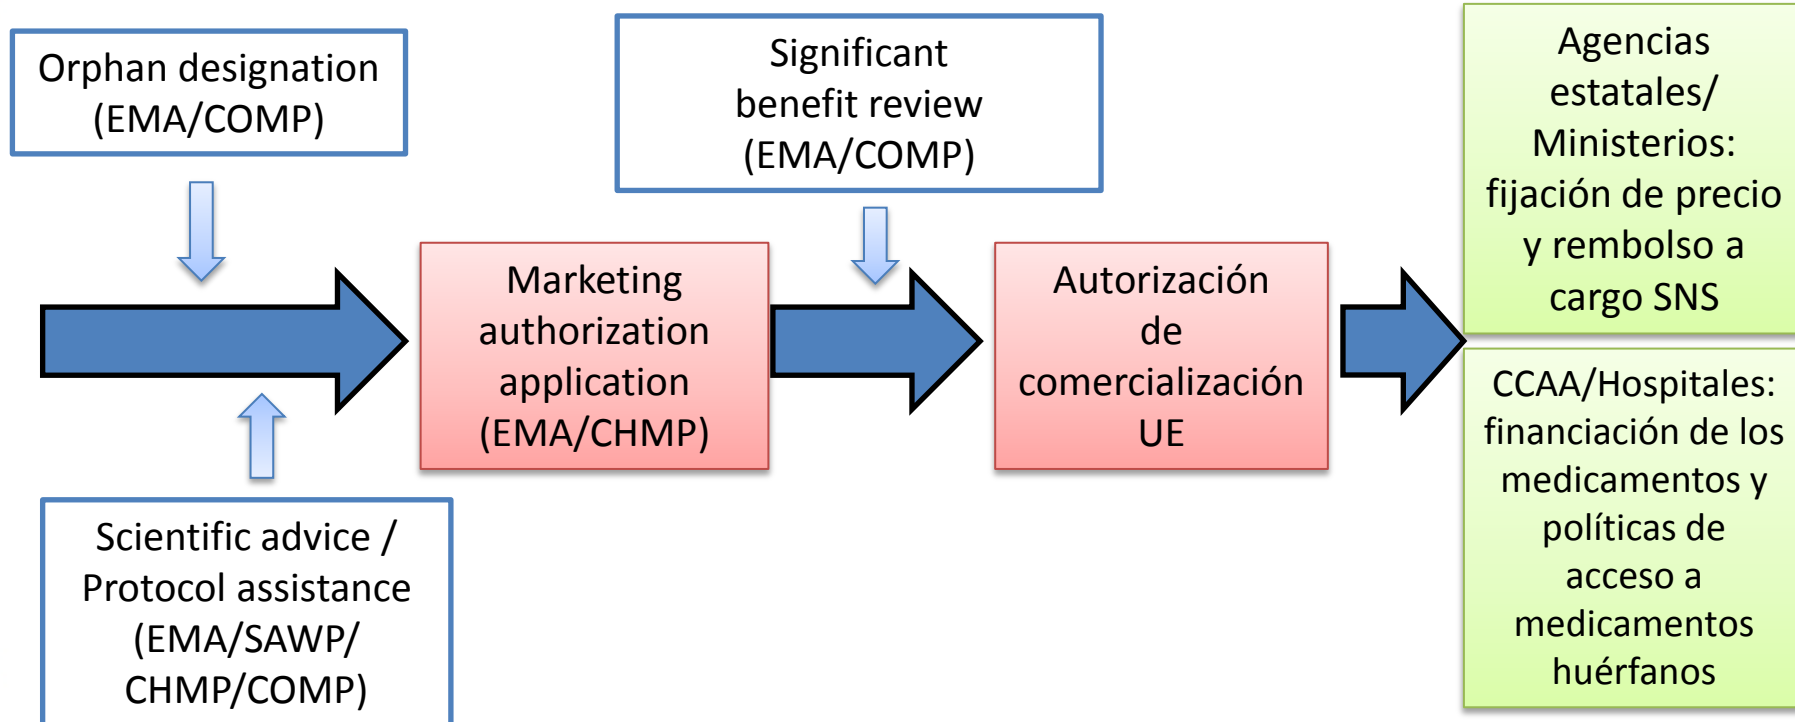 Orphan designation
(EMA/COMP)
Significant
benefit review
(EMA/COMP)
Agencias
estatales/
Ministerios:
fijación de precio
y rembolso a
cargo SNS
Marketing
authorization
application
(EMA/CHMP)
Autorización
de
comercialización
UE
Scientific advice /
Protocol assistance
(EMA/SAWP/
CHMP/COMP)
CCAA/Hospitales:
financiación de los
medicamentos y
políticas de
acceso a
medicamentos
huérfanos